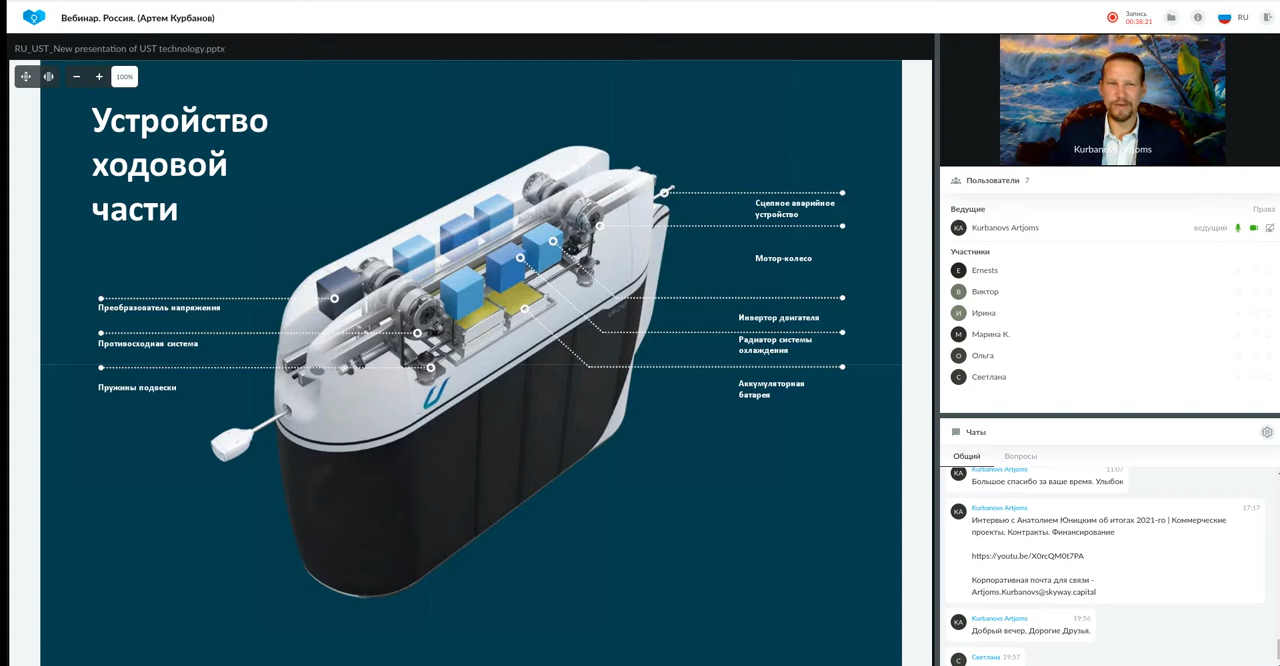 Вебинар. Россия. (Артем Курбанов)
Запись
00:38:21
RU
RU_UST_New presentation of UST technology.pptx
100%
Устройство
ходовой
части
Сцепное аварийное
устройство
Мотор-колесо
Преобразователь напряжения
Инвертор двигателя
Противосходная система
Радиатор системы
охлаждения
Пружины подвески
Аккумуляторная
батарея
Kurbanovs Artjoms
Пользователи 7
Ведущие Права
KA Kurbanovs Artjoms ведущий
Участники
E Ernests
В Виктор
И Ирина
М Марина К.
О Ольга
С Светлана
Чаты
Общий Вопросы
KA Kurbanovs Artjoms 11:07
Большое спасибо за ваше время. Улыбок
KA Kurbanovs Artjoms 17:17
Интервью с Анатолием Юницким об итогах 2021-го | Коммерческие
проекты. Контракты. Финансирование
https://youtu.be/X0rcQM0t7PA
Корпоративная почта для связи -
Artjoms.Kurbanovs@skyway.capital
KA Kurbanovs Artjoms 19:56
Добрый вечер, Дорогие Друзья.
С Светлана 19:57